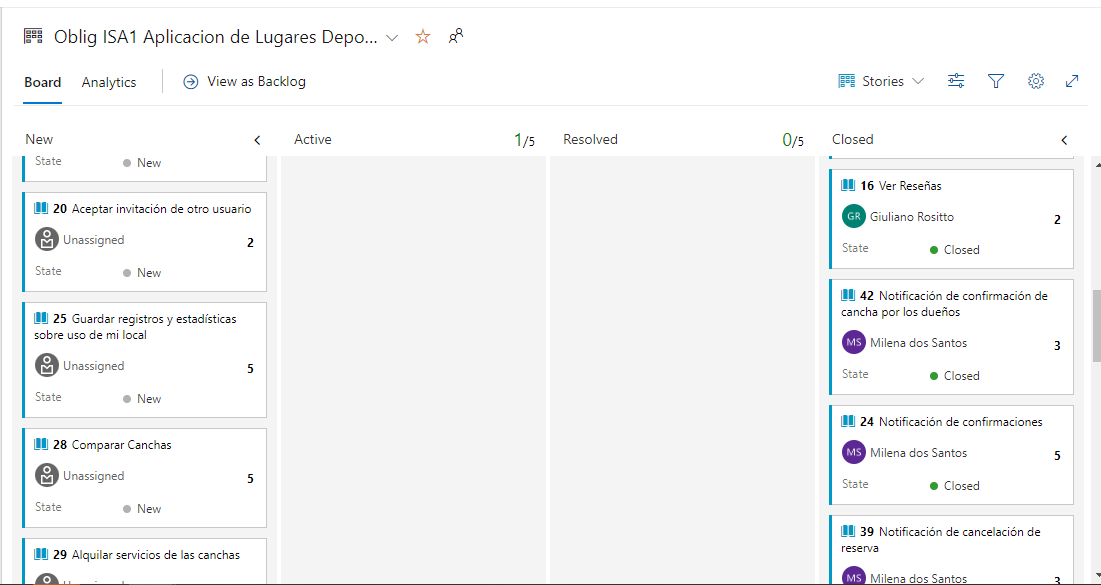 Oblig ISA1 Aplicacion de Lugares Depo...
Board Analytics View as Backlog Stories
New Active 1/5 Resolved 0/5 Closed
State New
20 Aceptar invitación de otro usuario
Unassigned 2
State New
25 Guardar registros y estadísticas
sobre uso de mi local
Unassigned 5
State New
28 Comparar Canchas
Unassigned 5
State New
29 Alquilar servicios de las canchas
16 Ver Reseñas
GR Giuliano Rositto 2
State Closed
42 Notificación de confirmación de
cancha por los dueños
MS Milena dos Santos 3
State Closed
24 Notificación de confirmaciones
MS Milena dos Santos 5
State Closed
39 Notificación de cancelación de
reserva
MS Milena dos Santos 3